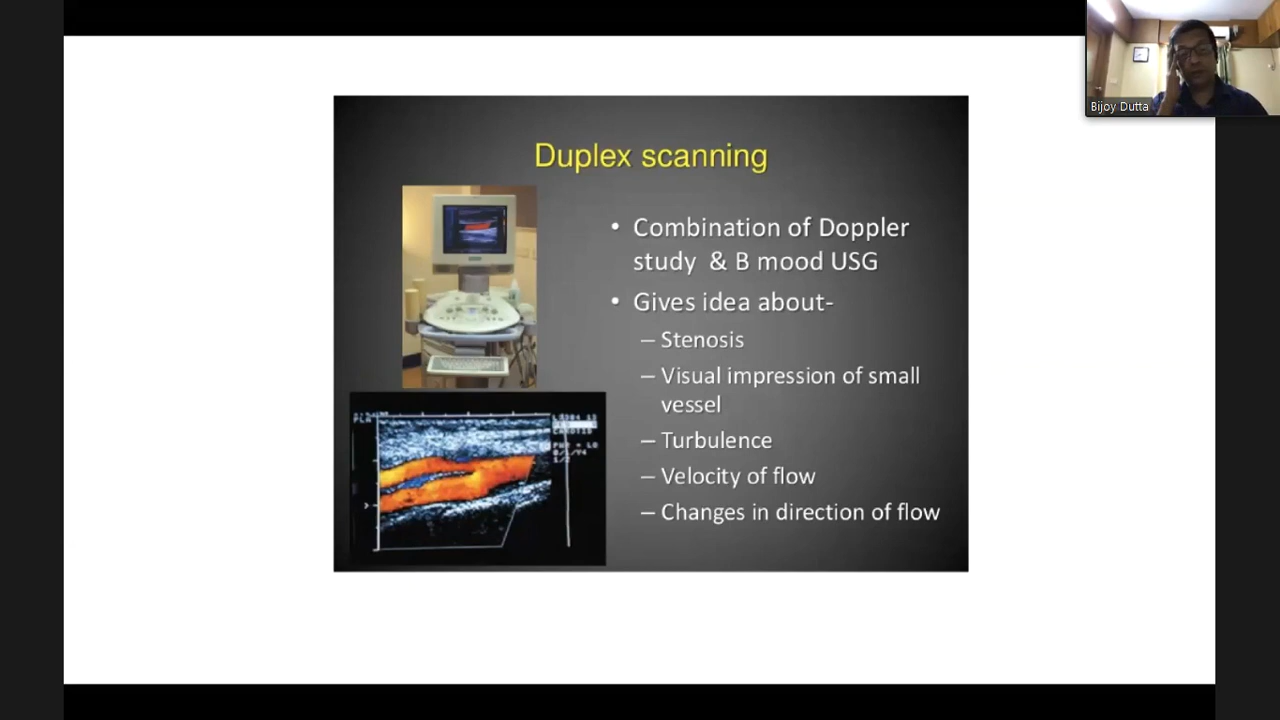 Bijoy Dutta
Duplex scanning
• Combination of Doppler
study & B mood USG
• Gives idea about-
– Stenosis
– Visual impression of small
vessel
– Turbulence
– Velocity of flow
– Changes in direction of flow